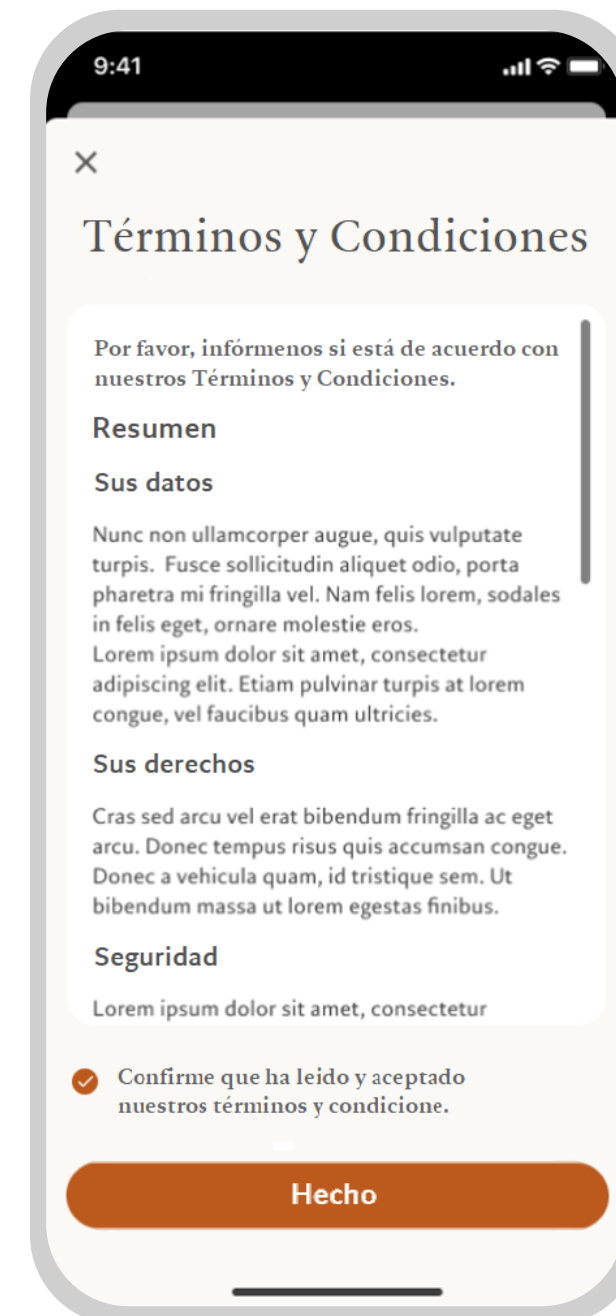 9:41
Términos y Condiciones
Por favor, infórmenos si está de acuerdo con
nuestros Términos y Condiciones.
Resumen
Sus datos
Nunc non ullamcorper augue, quis vulputate
turpis.  Fusce sollicitudin aliquet odio, porta
pharetra mi fringilla vel. Nam felis lorem, sodales
in felis eget, ornare molestie eros.
Lorem ipsum dolor sit amet, consectetur
adipiscing elit. Etiam pulvinar turpis at lorem
congue, vel faucibus quam ultricies.
Sus derechos
Cras sed arcu vel erat bibendum fringilla ac eget
arcu. Donec tempus risus quis accumsan congue.
Donec a vehicula quam, id tristique sem. Ut
bibendum massa ut lorem egestas finibus.
Seguridad
Lorem ipsum dolor sit amet, consectetur
Confirme que ha leido y aceptado
nuestros términos y condicione.
Hecho